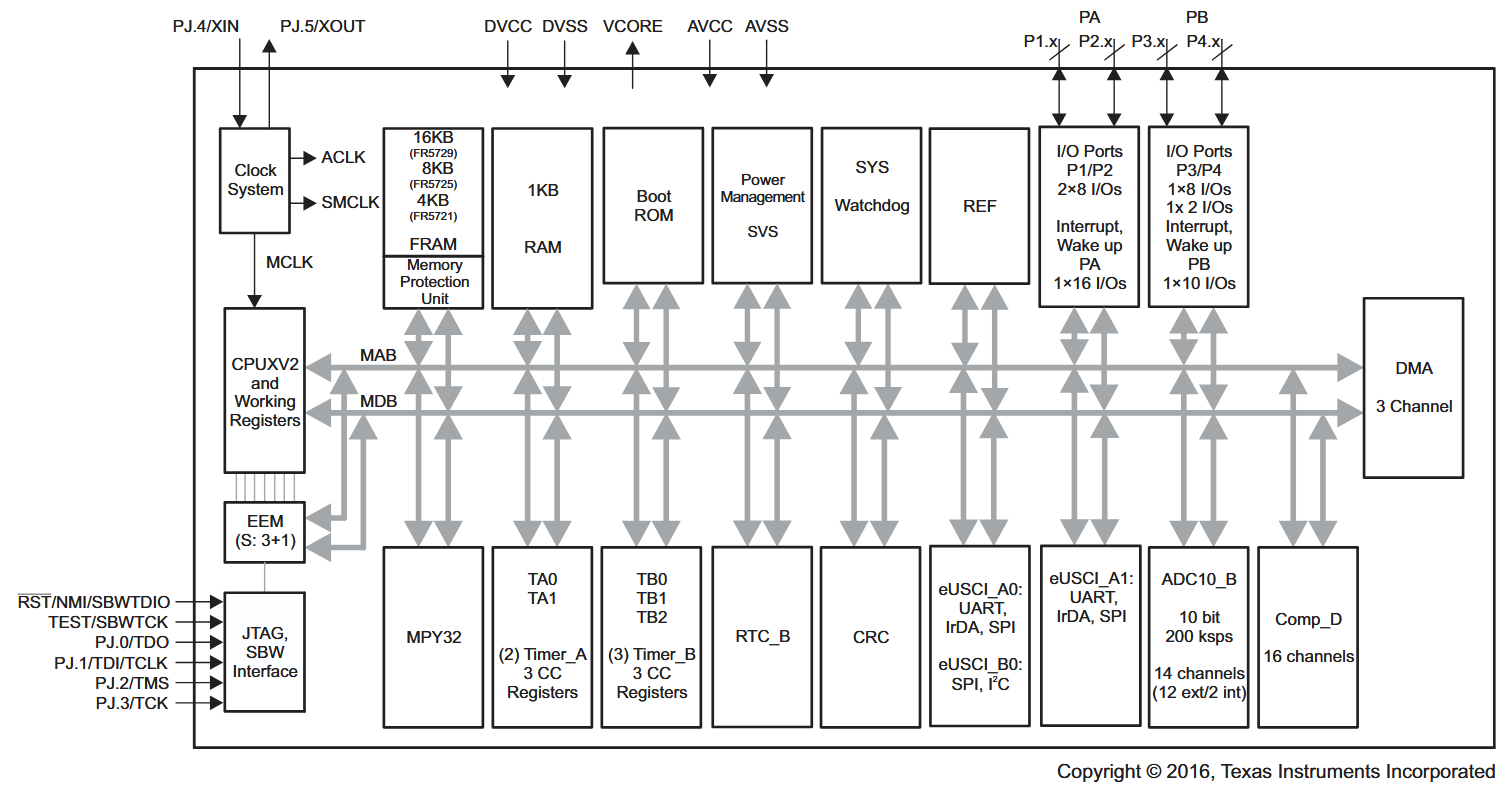 PJ.4/XIN
PJ.5/XOUT
DVCC
DVSS
VCORE
AVCC
AVSS
PA
P1.x
P2.x
PB
P3.x
P4.x
Clock
System
ACLK
SMCLK
MCLK
16KB
(FR5729)
8KB
(FR5725)
4KB
(FR5721)
FRAM
Memory
Protection
Unit
1KB
RAM
Boot
ROM
Power
Management
SVS
SYS
Watchdog
REF
I/O Ports
P1/P2
2×8 I/Os
Interrupt,
Wake up
PA
1×16 I/Os
I/O Ports
P3/P4
1×8 I/Os
1x 2 I/Os
Interrupt,
Wake up
PB
1×10 I/Os
CPUXV2
and
Working
Registers
MAB
MDB
DMA
3 Channel
EEM
(S: 3+1)
RST/NMI/SBWTDIO
TEST/SBWTCK
PJ.0/TDO
PJ.1/TDI/TCLK
PJ.2/TMS
PJ.3/TCK
JTAG,
SBW
Interface
MPY32
TA0
TA1
(2) Timer_A
3 CC
Registers
TB0
TB1
TB2
(3) Timer_B
3 CC
Registers
RTC_B
CRC
eUSCI_A0:
UART,
IrDA, SPI
eUSCI_B0:
SPI, I²C
eUSCI_A1:
UART,
IrDA, SPI
ADC10_B
10 bit
200 ksps
14 channels
(12 ext/2 int)
Comp_D
16 channels
Copyright © 2016, Texas Instruments Incorporated